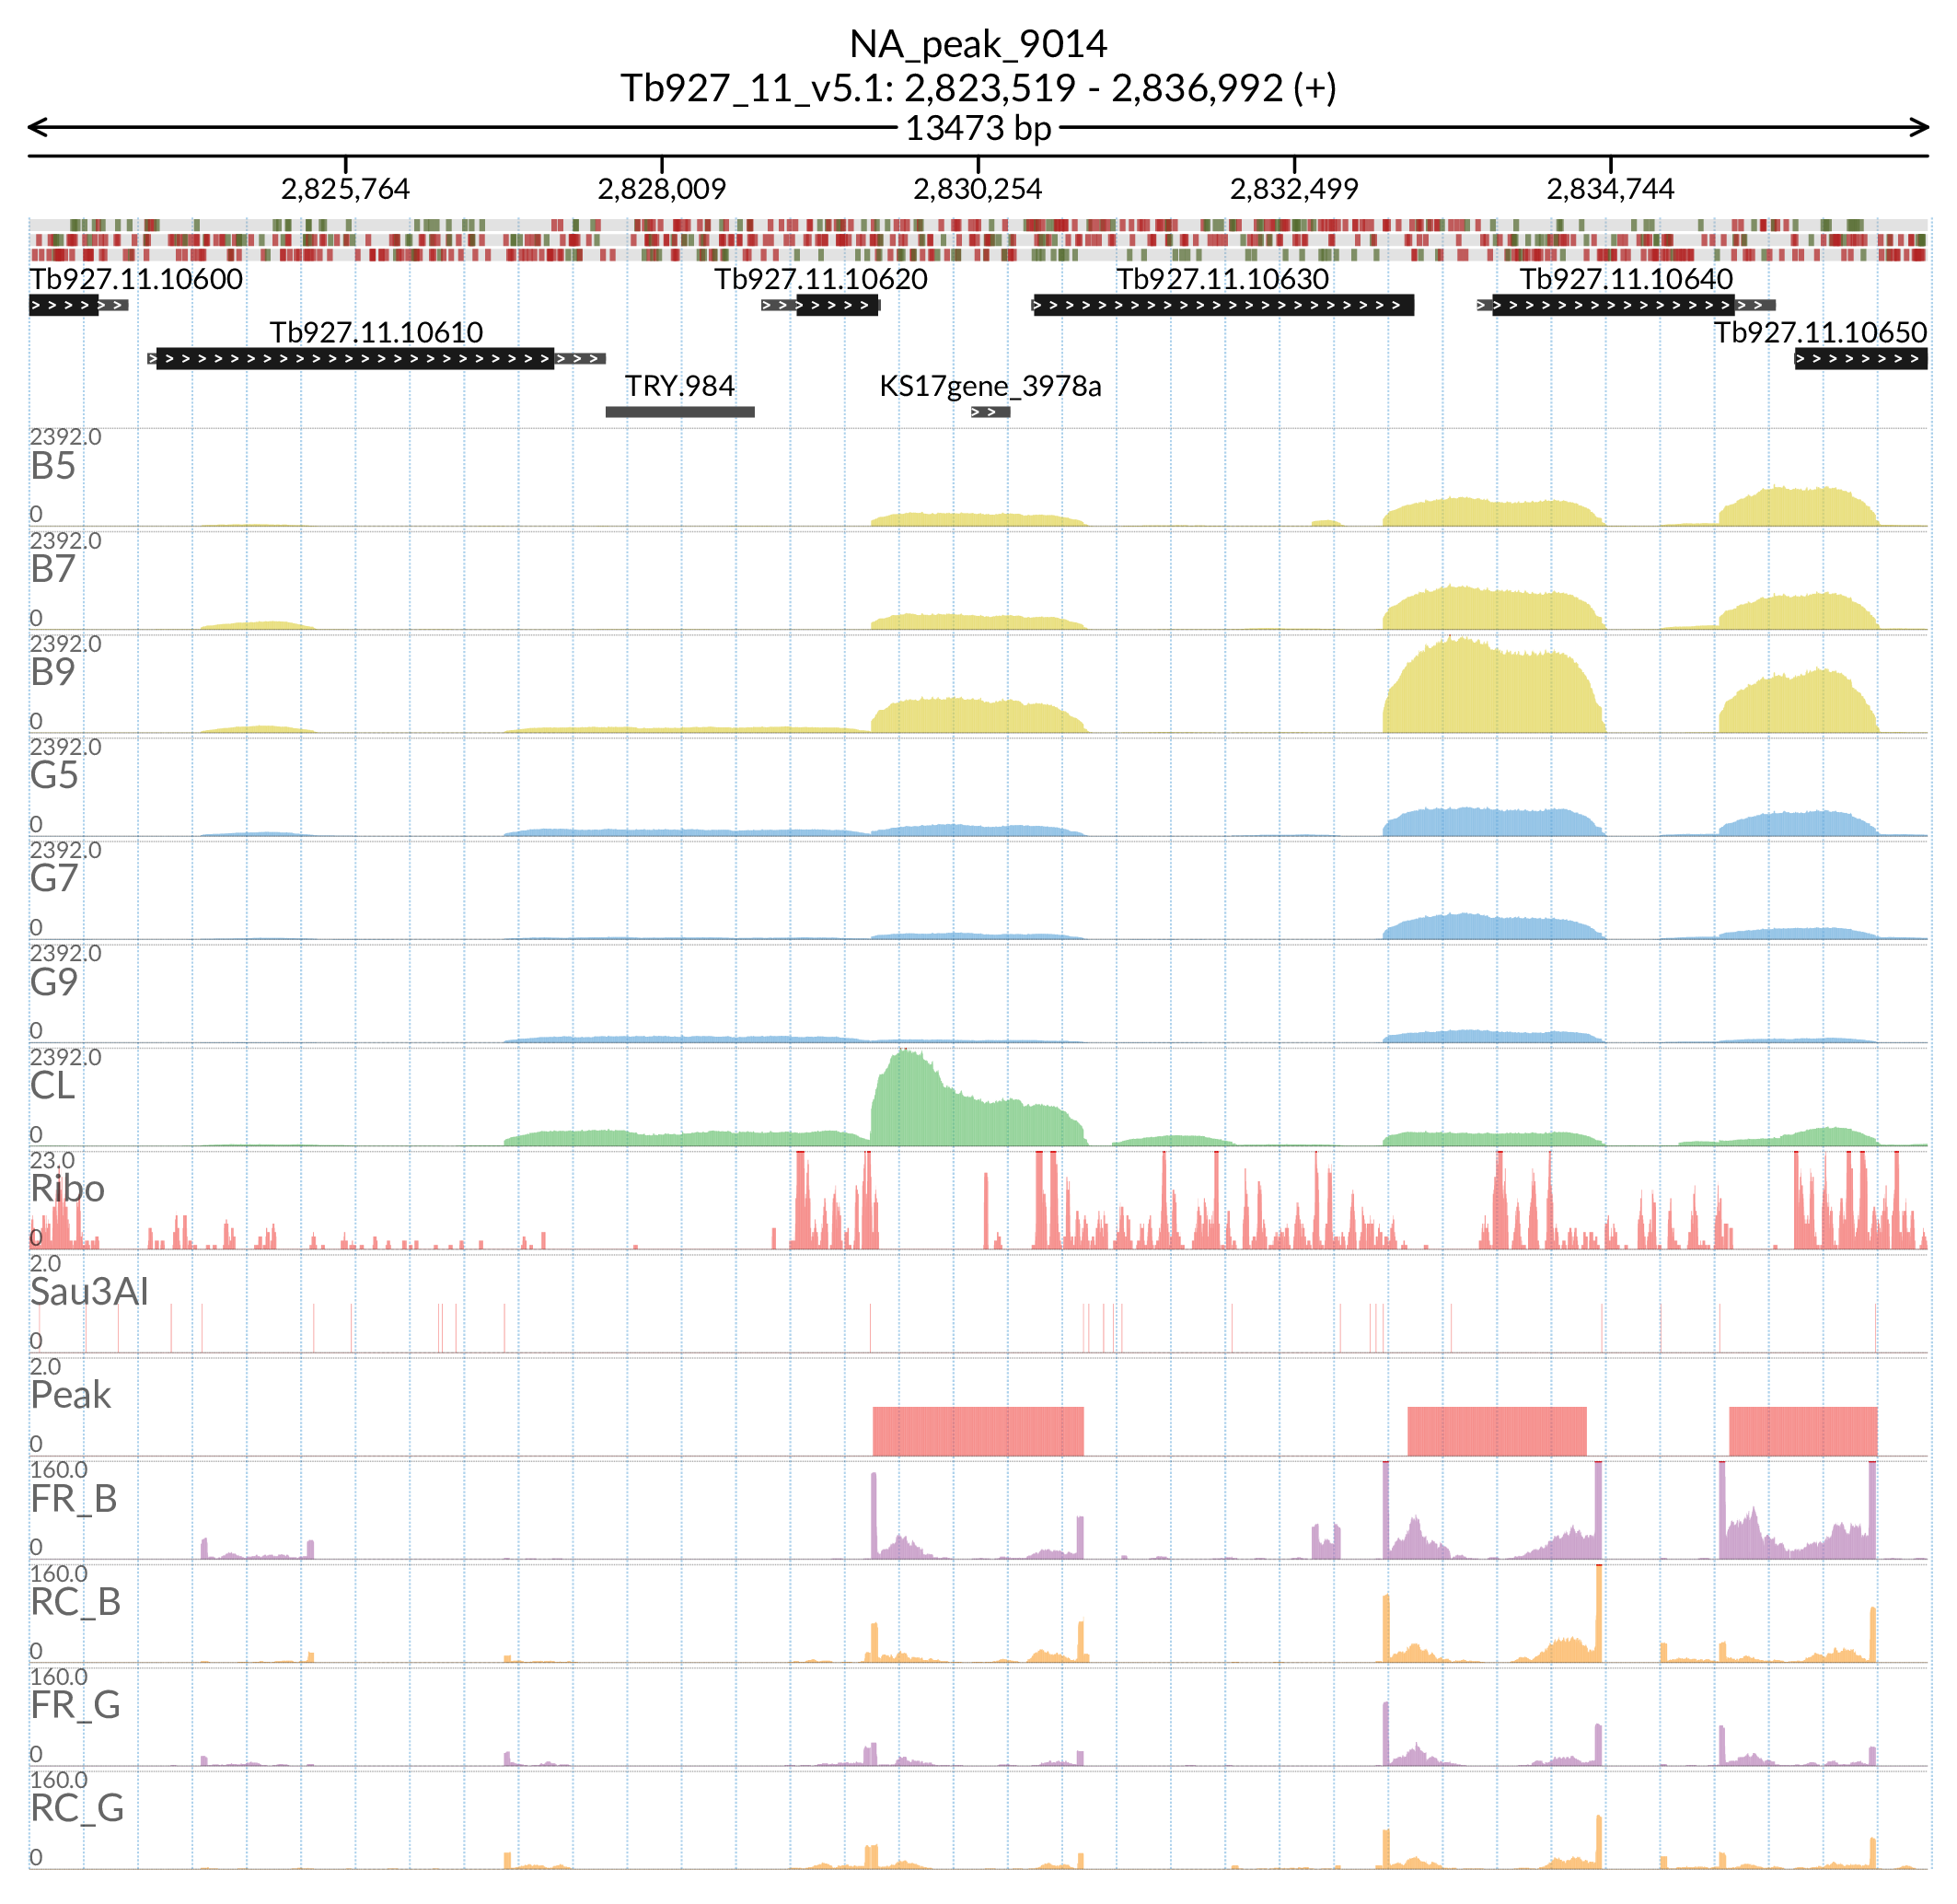 NA_peak_9014
Tb927_11_v5.1: 2,823,519 - 2,836,992 (+)
13473 bp
2,825,764 2,828,009 2,830,254 2,832,499 2,834,744
Tb927.11.10600 Tb927.11.10620 Tb927.11.10630 Tb927.11.10640
Tb927.11.10610 Tb927.11.10650
TRY.984 KS17gene_3978a
2392.0
B5
0
2392.0
B7
0
2392.0
B9
0
2392.0
G5
0
2392.0
G7
0
2392.0
G9
0
2392.0
CL
0
23.0
Ribo
0
2.0
Sau3AI
0
2.0
Peak
0
160.0
FR_B
0
160.0
RC_B
0
160.0
FR_G
0
160.0
RC_G
0